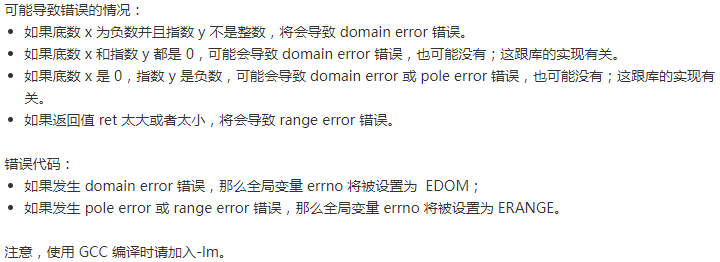 可能导致错误的情况：
如果底数 x 为负数并且指数 y 不是整数，将会导致 domain error 错误。
如果底数 x 和指数 y 都是 0，可能会导致 domain error 错误，也可能没有；这跟库的实现有关。
如果底数 x 是 0，指数 y 是负数，可能会导致 domain error 或 pole error 错误，也可能没有；这跟库的实现有
关。
如果返回值 ret 太大或者太小，将会导致 range error 错误。
错误代码：
如果发生 domain error 错误，那么全局变量 errno 将被设置为 EDOM；
如果发生 pole error 或 range error 错误，那么全局变量 errno 将被设置为 ERANGE。
注意，使用 GCC 编译时请加入-lm。